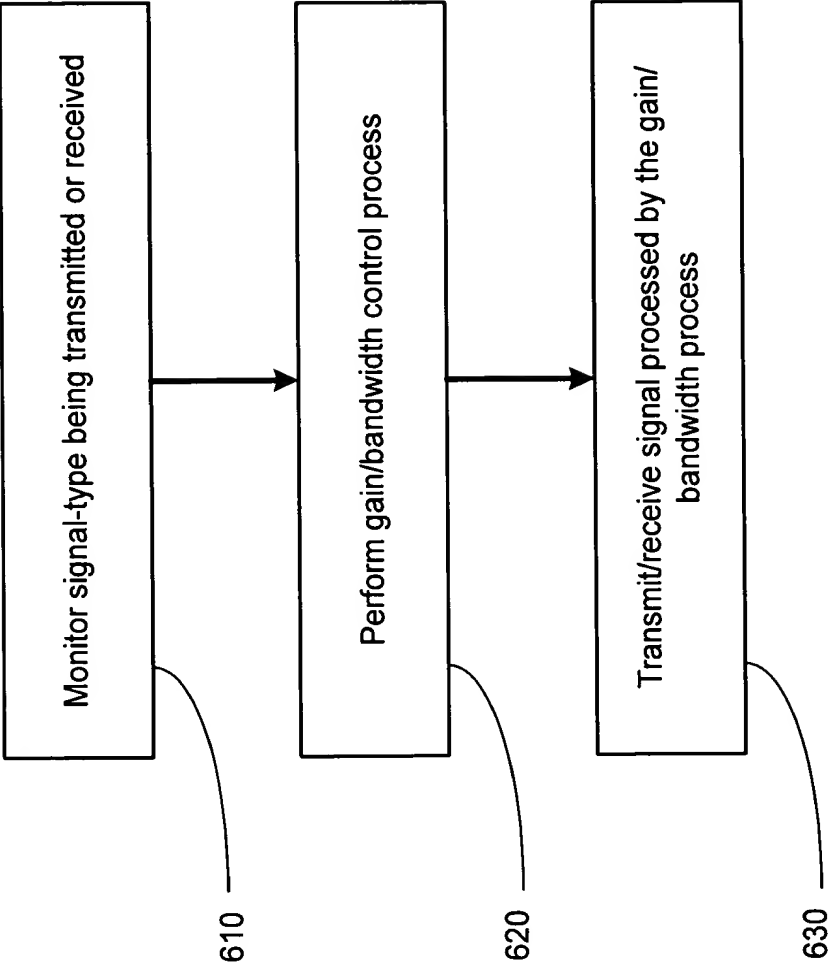 Monitor signal-type being transmitted or received
610
Perform gain/bandwidth control process
620
Transmit/receive signal processed by the gain/
bandwidth process
630